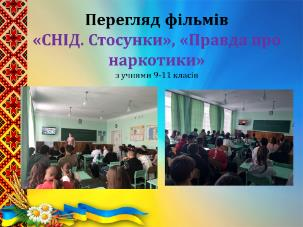 Перегляд фільмів
«СНІД. Стосунки», «Правда про
наркотики»
з учнями 9-11 класів